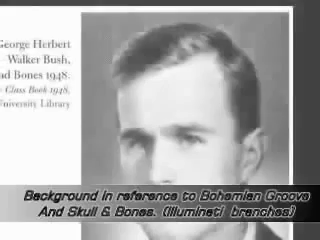 George Herbert
Walker Bush,
Bones 1948.
Class Book 1948.
University Library
Background in reference to Bohemian Groove
And Skull & Bones. (Illuminati branches)